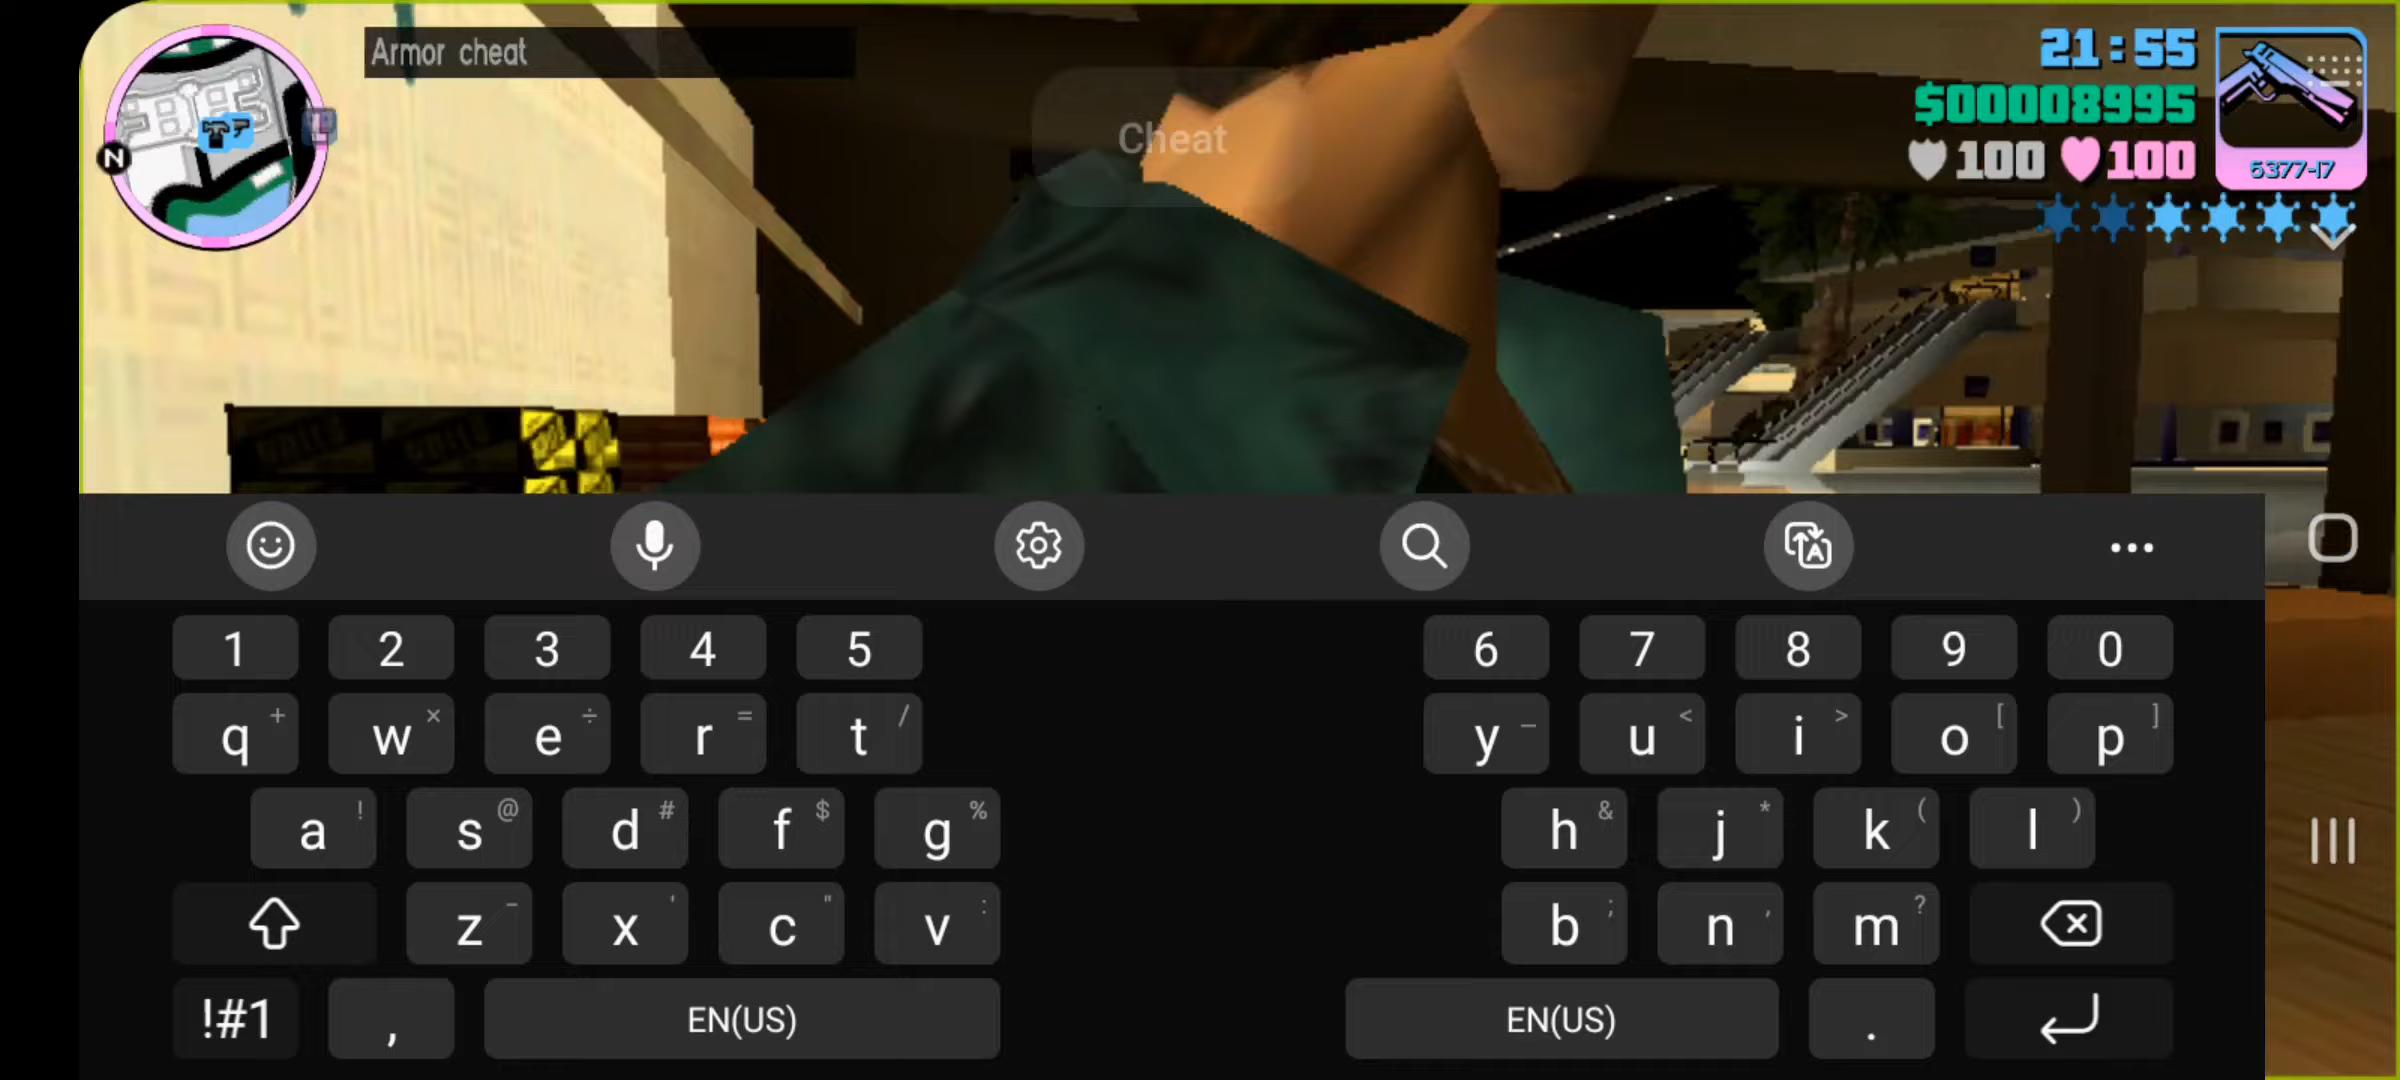 Armor cheat
Cheat
N
L
21:55
$00008995
100 100
5377-17
1 2 3 4 5 6 7 8 9 0
q + w × e ÷ r = t / y _ u < i > o [ p ]
a ! s @ d # f $ g % h & j * k ( l )
z - x ' c " v : b ; n , m ?
!#1 , EN(US) EN(US) .